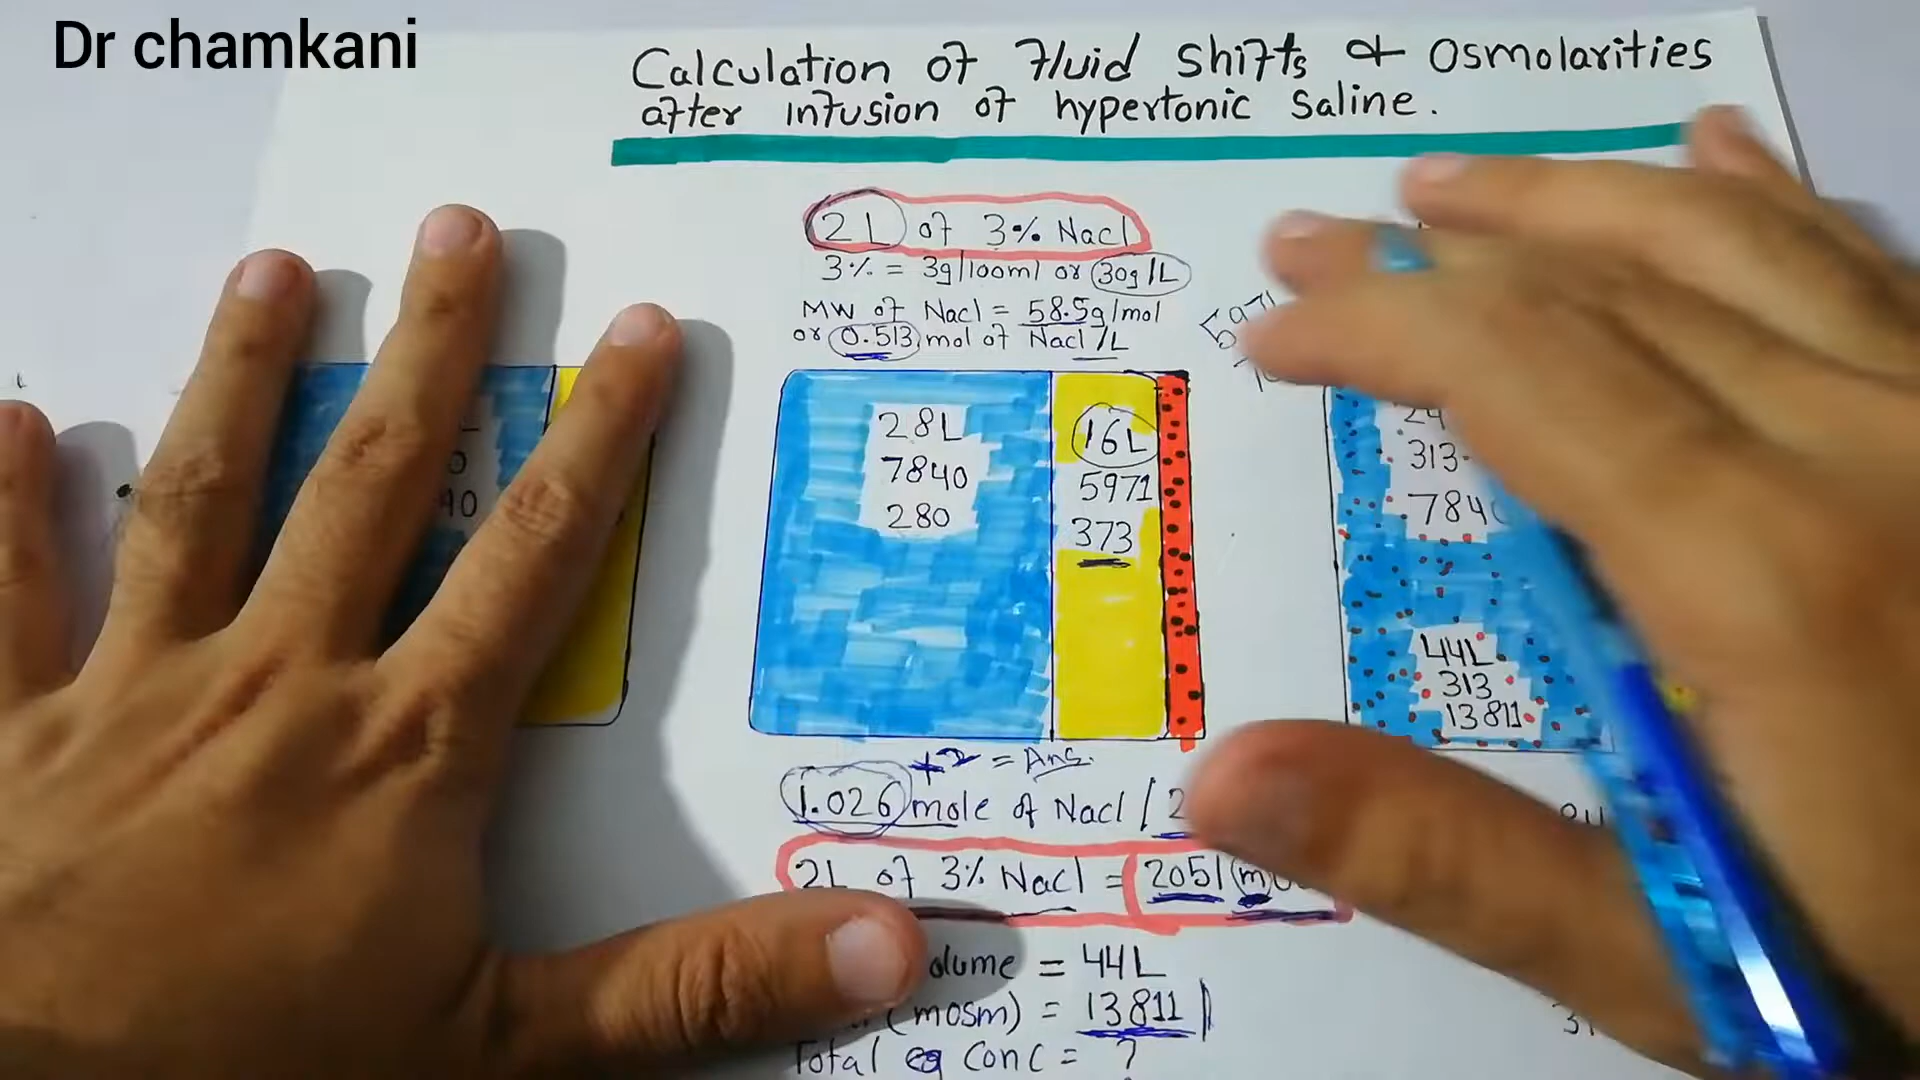 Dr chamkani
Calculation of Fluid Shifts & Osmolarities
after infusion of hypertonic Saline.
2 L of 3% Nacl
3% = 3g/100ml or 30g/L
MW of Nacl = 58.5g/mol
or 0.513 mol of Nacl/L
28L
7840
280
16L
5971
373
5971
313
7840
44L
313
13811
= Ans.
1.026 mole of Nacl / 2
2L of 3% Nacl = 2051
= 44L
(mosm) = 13811
Total conc = ?